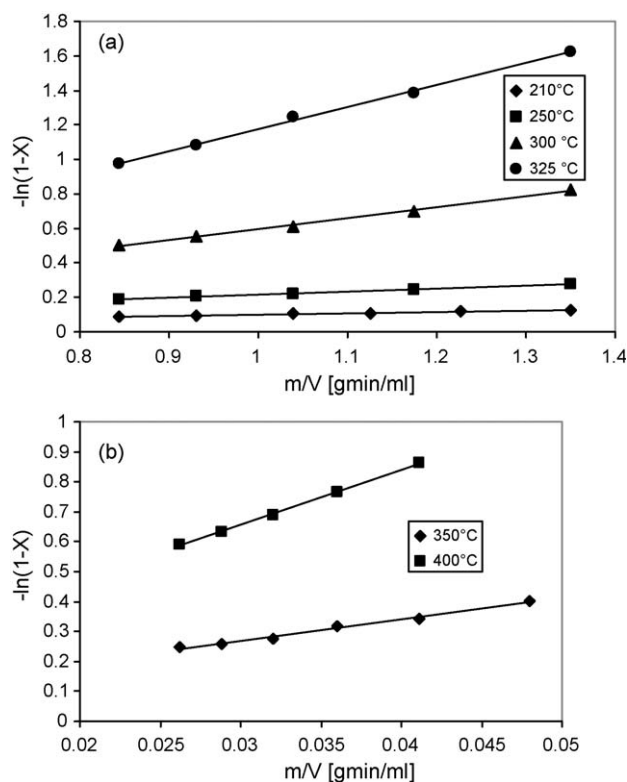 (a)
-ln(1-X)
1.8
1.6
1.4
1.2
1
0.8
0.6
0.4
0.2
0
210°C
250°C
300 °C
325 °C
0.8 0.9 1 1.1 1.2 1.3 1.4
m/V [gmin/ml]
(b)
-ln(1-X)
1
0.9
0.8
0.7
0.6
0.5
0.4
0.3
0.2
0.1
0
350°C
400°C
0.02 0.025 0.03 0.035 0.04 0.045 0.05
m/V [gmin/ml]